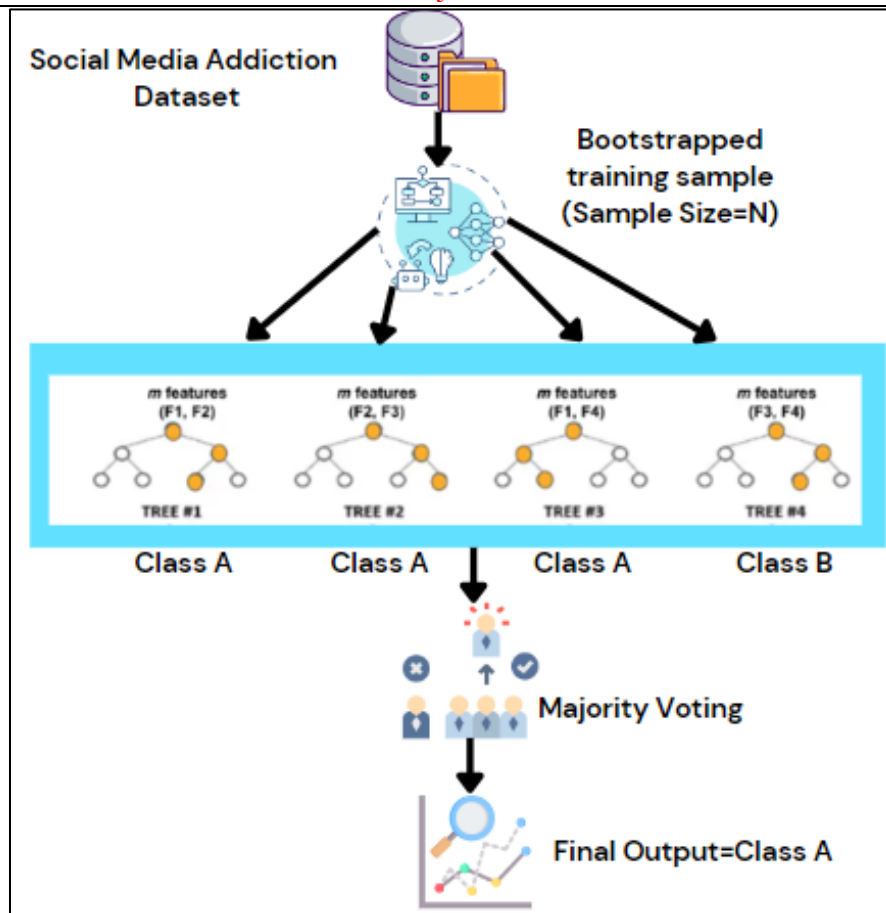 Social Media Addiction
Dataset
Bootstrapped
training sample
(Sample Size=N)
m features
(F1, F2)
m features
(F2, F3)
m features
(F1, F4)
m features
(F3, F4)
TREE #1
TREE #2
TREE #3
TREE #4
Class A
Class A
Class A
Class B
Majority Voting
Final Output=Class A